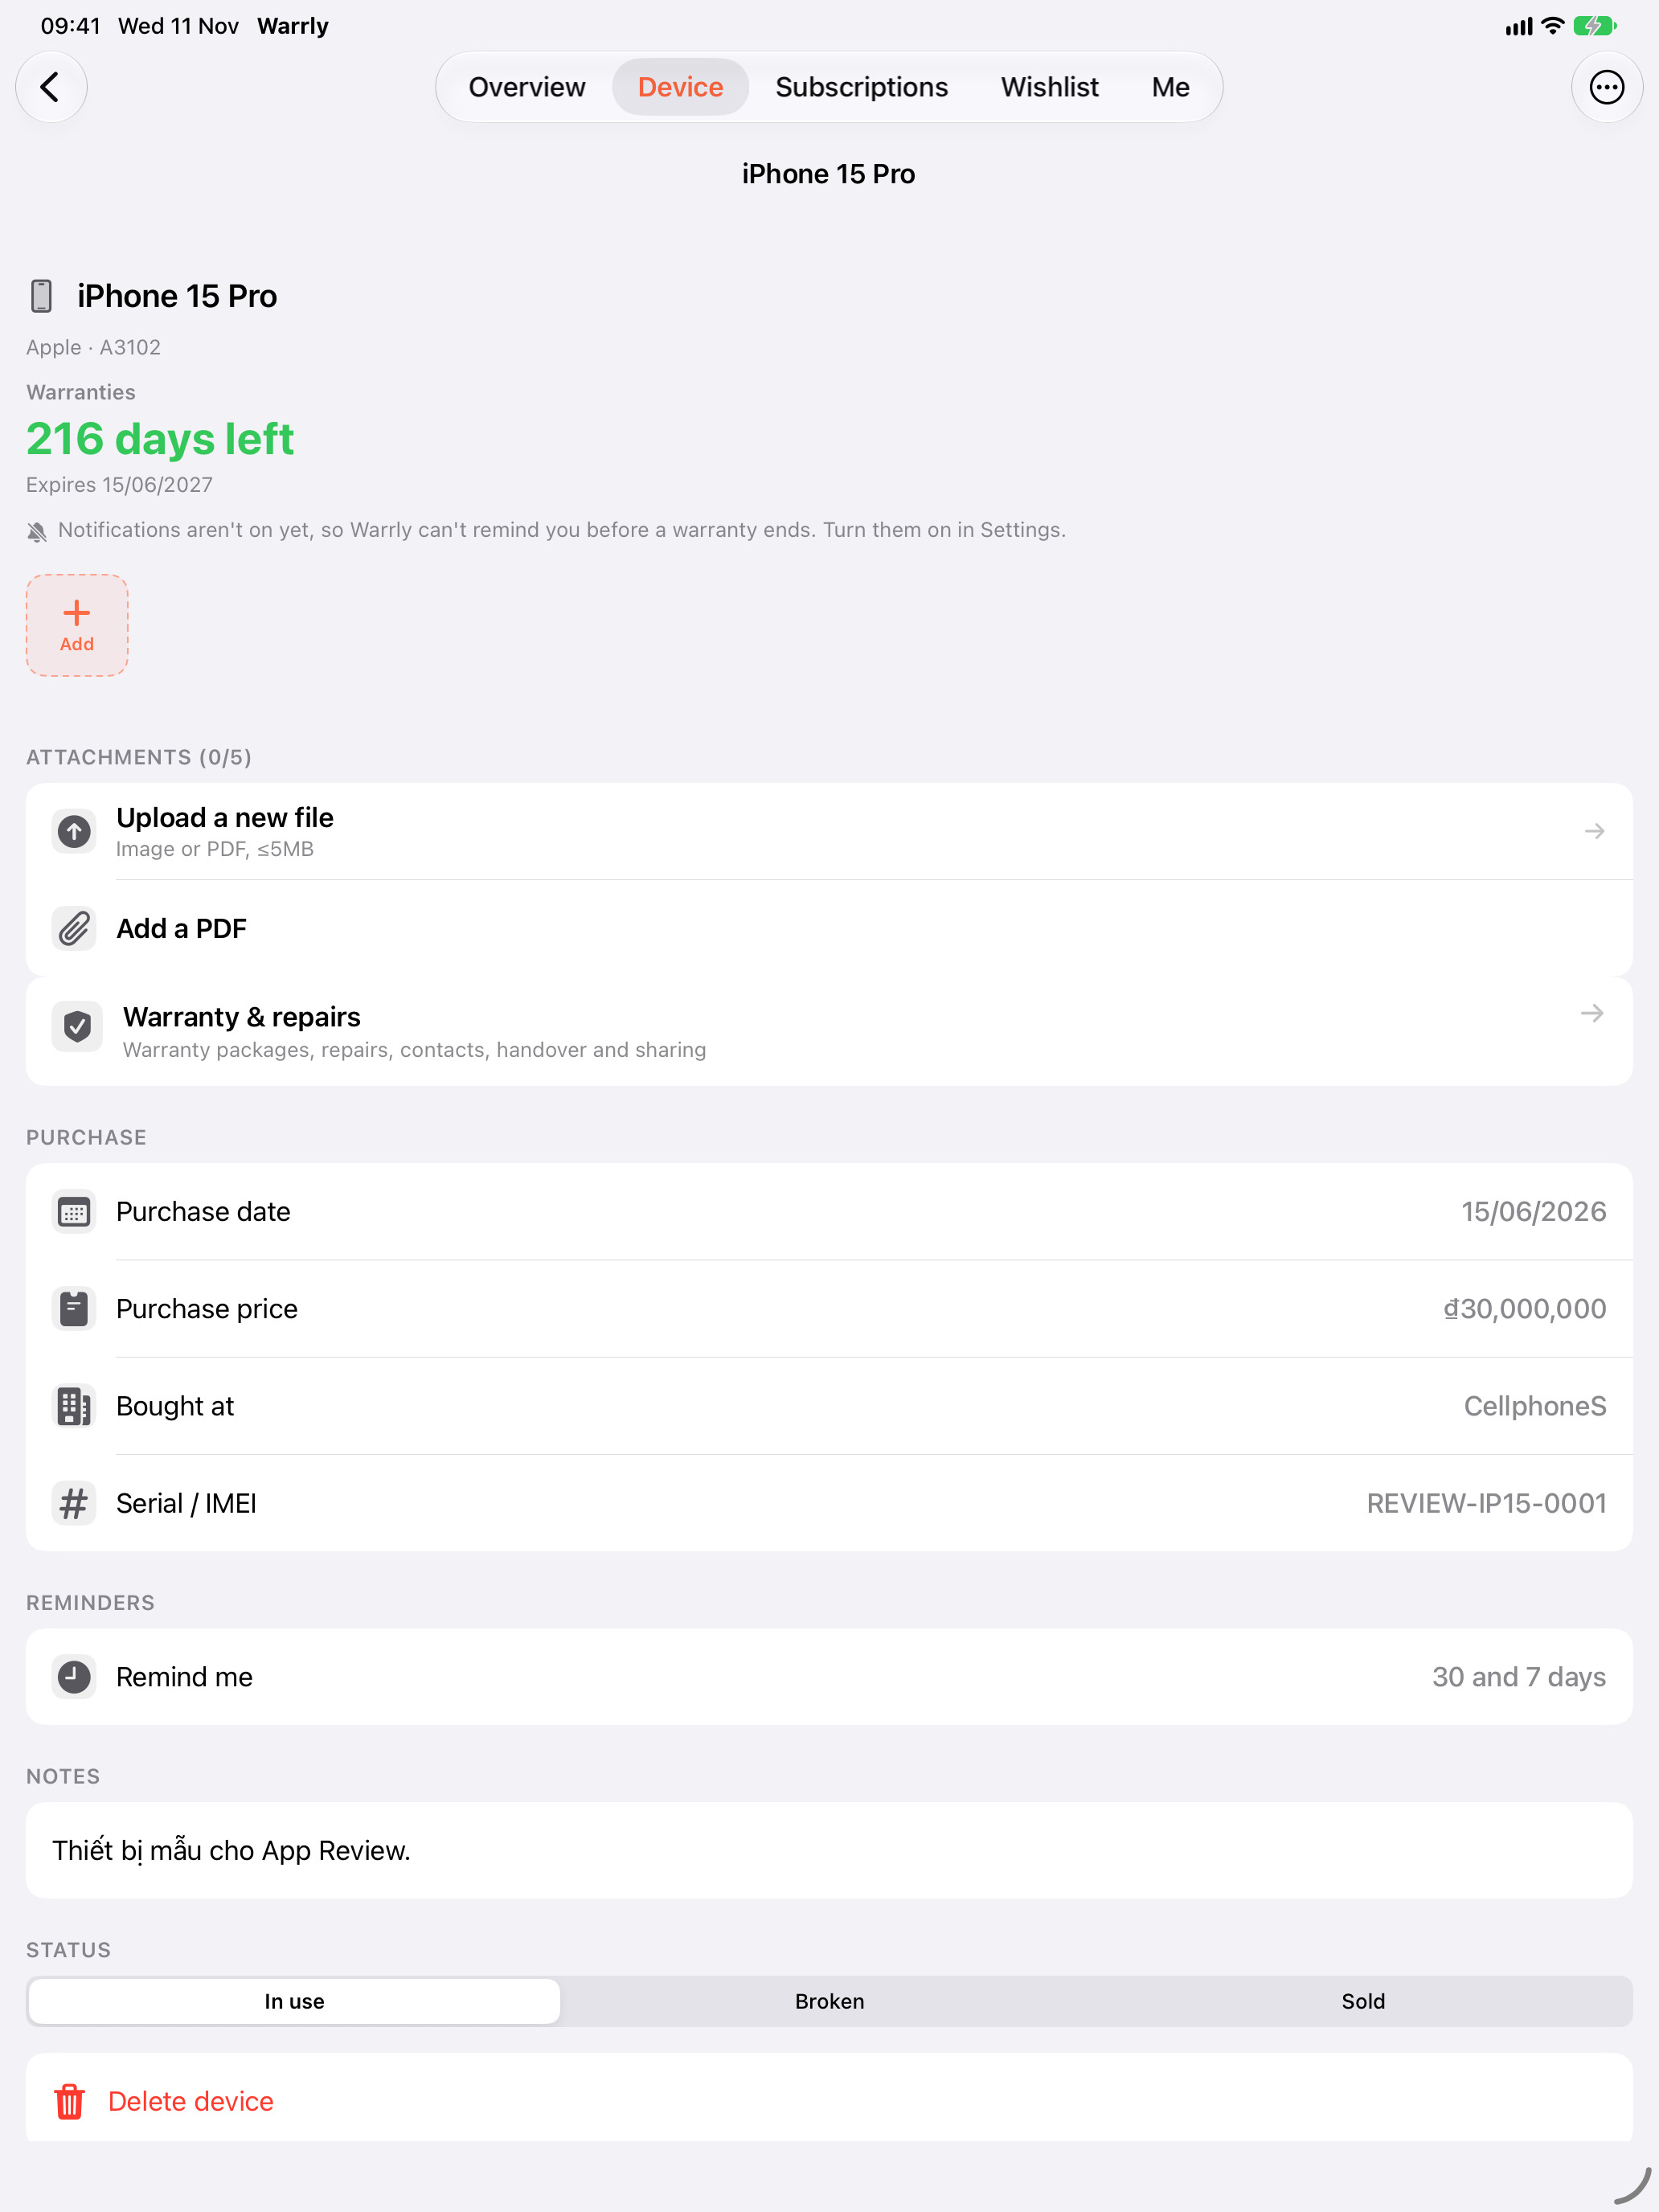 09:41 Wed 11 Nov Warrly
Overview Device Subscriptions Wishlist Me
iPhone 15 Pro
iPhone 15 Pro
Apple · A3102
Warranties
216 days left
Expires 15/06/2027
Notifications aren't on yet, so Warrly can't remind you before a warranty ends. Turn them on in Settings.
Add
ATTACHMENTS (0/5)
Upload a new file
Image or PDF, ≤5MB
Add a PDF
Warranty & repairs
Warranty packages, repairs, contacts, handover and sharing
PURCHASE
Purchase date 15/06/2026
Purchase price ₫30,000,000
Bought at CellphoneS
Serial / IMEI REVIEW-IP15-0001
REMINDERS
Remind me 30 and 7 days
NOTES
Thiết bị mẫu cho App Review.
STATUS
In use Broken Sold
Delete device